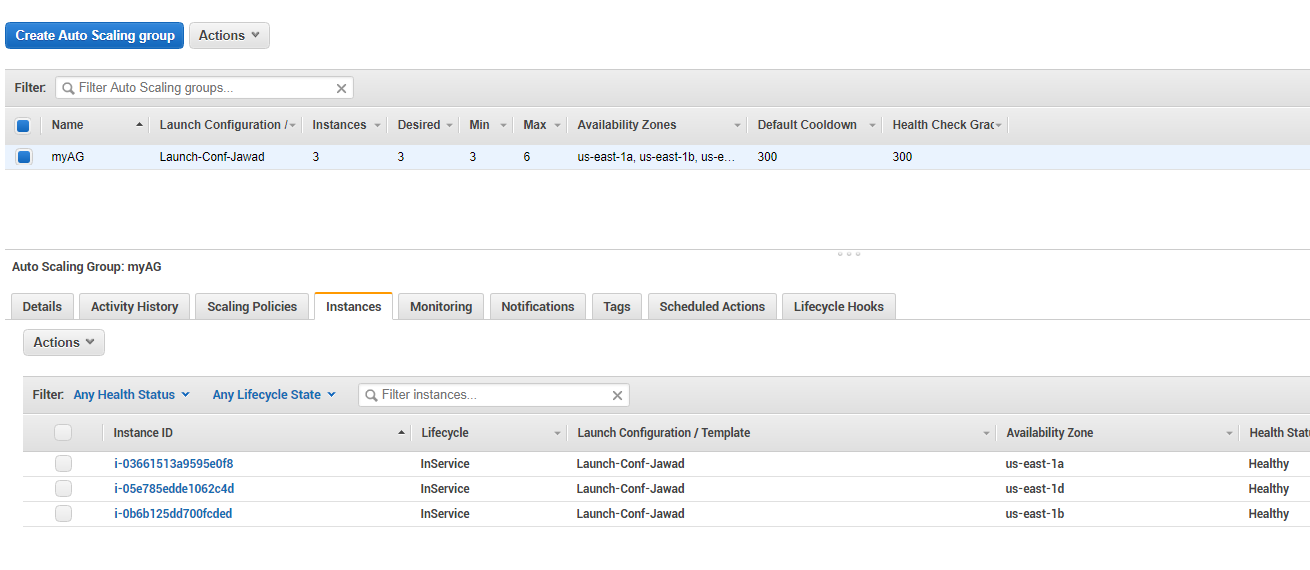 Create Auto Scaling group Actions
Filter: Filter Auto Scaling groups...
Name Launch Configuration / Instances Desired Min Max Availability Zones Default Cooldown Health Check Grac
myAG Launch-Conf-Jawad 3 3 3 6 us-east-1a, us-east-1b, us-e... 300 300
Auto Scaling Group: myAG
Details Activity History Scaling Policies Instances Monitoring Notifications Tags Scheduled Actions Lifecycle Hooks
Actions
Filter: Any Health Status Any Lifecycle State Filter instances...
Instance ID Lifecycle Launch Configuration / Template Availability Zone Health Statu
i-03661513a9595e0f8 InService Launch-Conf-Jawad us-east-1a Healthy
i-05e785edde1062c4d InService Launch-Conf-Jawad us-east-1d Healthy
i-0b6b125dd700fcded InService Launch-Conf-Jawad us-east-1b Healthy